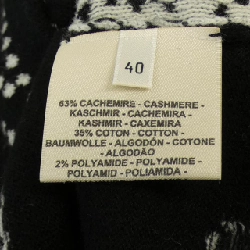 40
63% CACHEMIRE - CASHMERE -
KASCHMIR - CACHEMIRA -
KASHMIR - CAXEMIRA
35% COTON - COTTON -
BAUMWOLLE - ALGODÓN - COTONE
- ALGODÃO
2% POLYAMIDE - POLYAMIDE -
POLYAMID - POLIAMIDA -